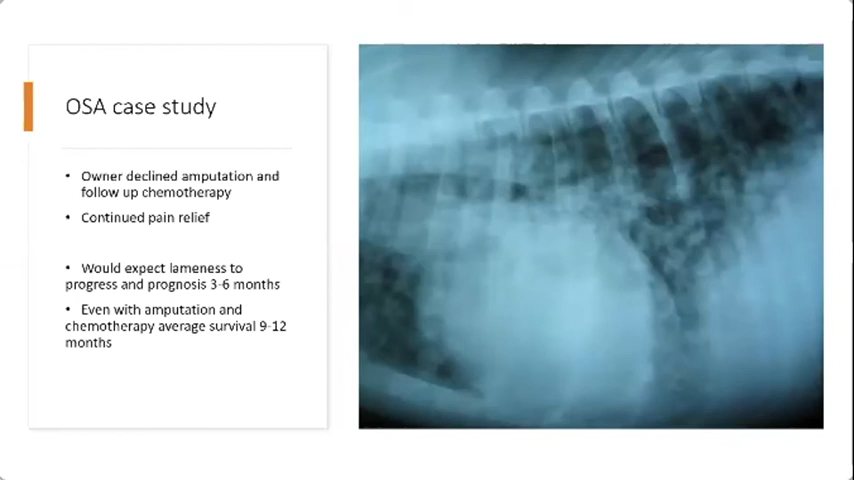 OSA case study
• Owner declined amputation and
follow up chemotherapy
• Continued pain relief
• Would expect lameness to
progress and prognosis 3-6 months
• Even with amputation and
chemotherapy average survival 9-12
months